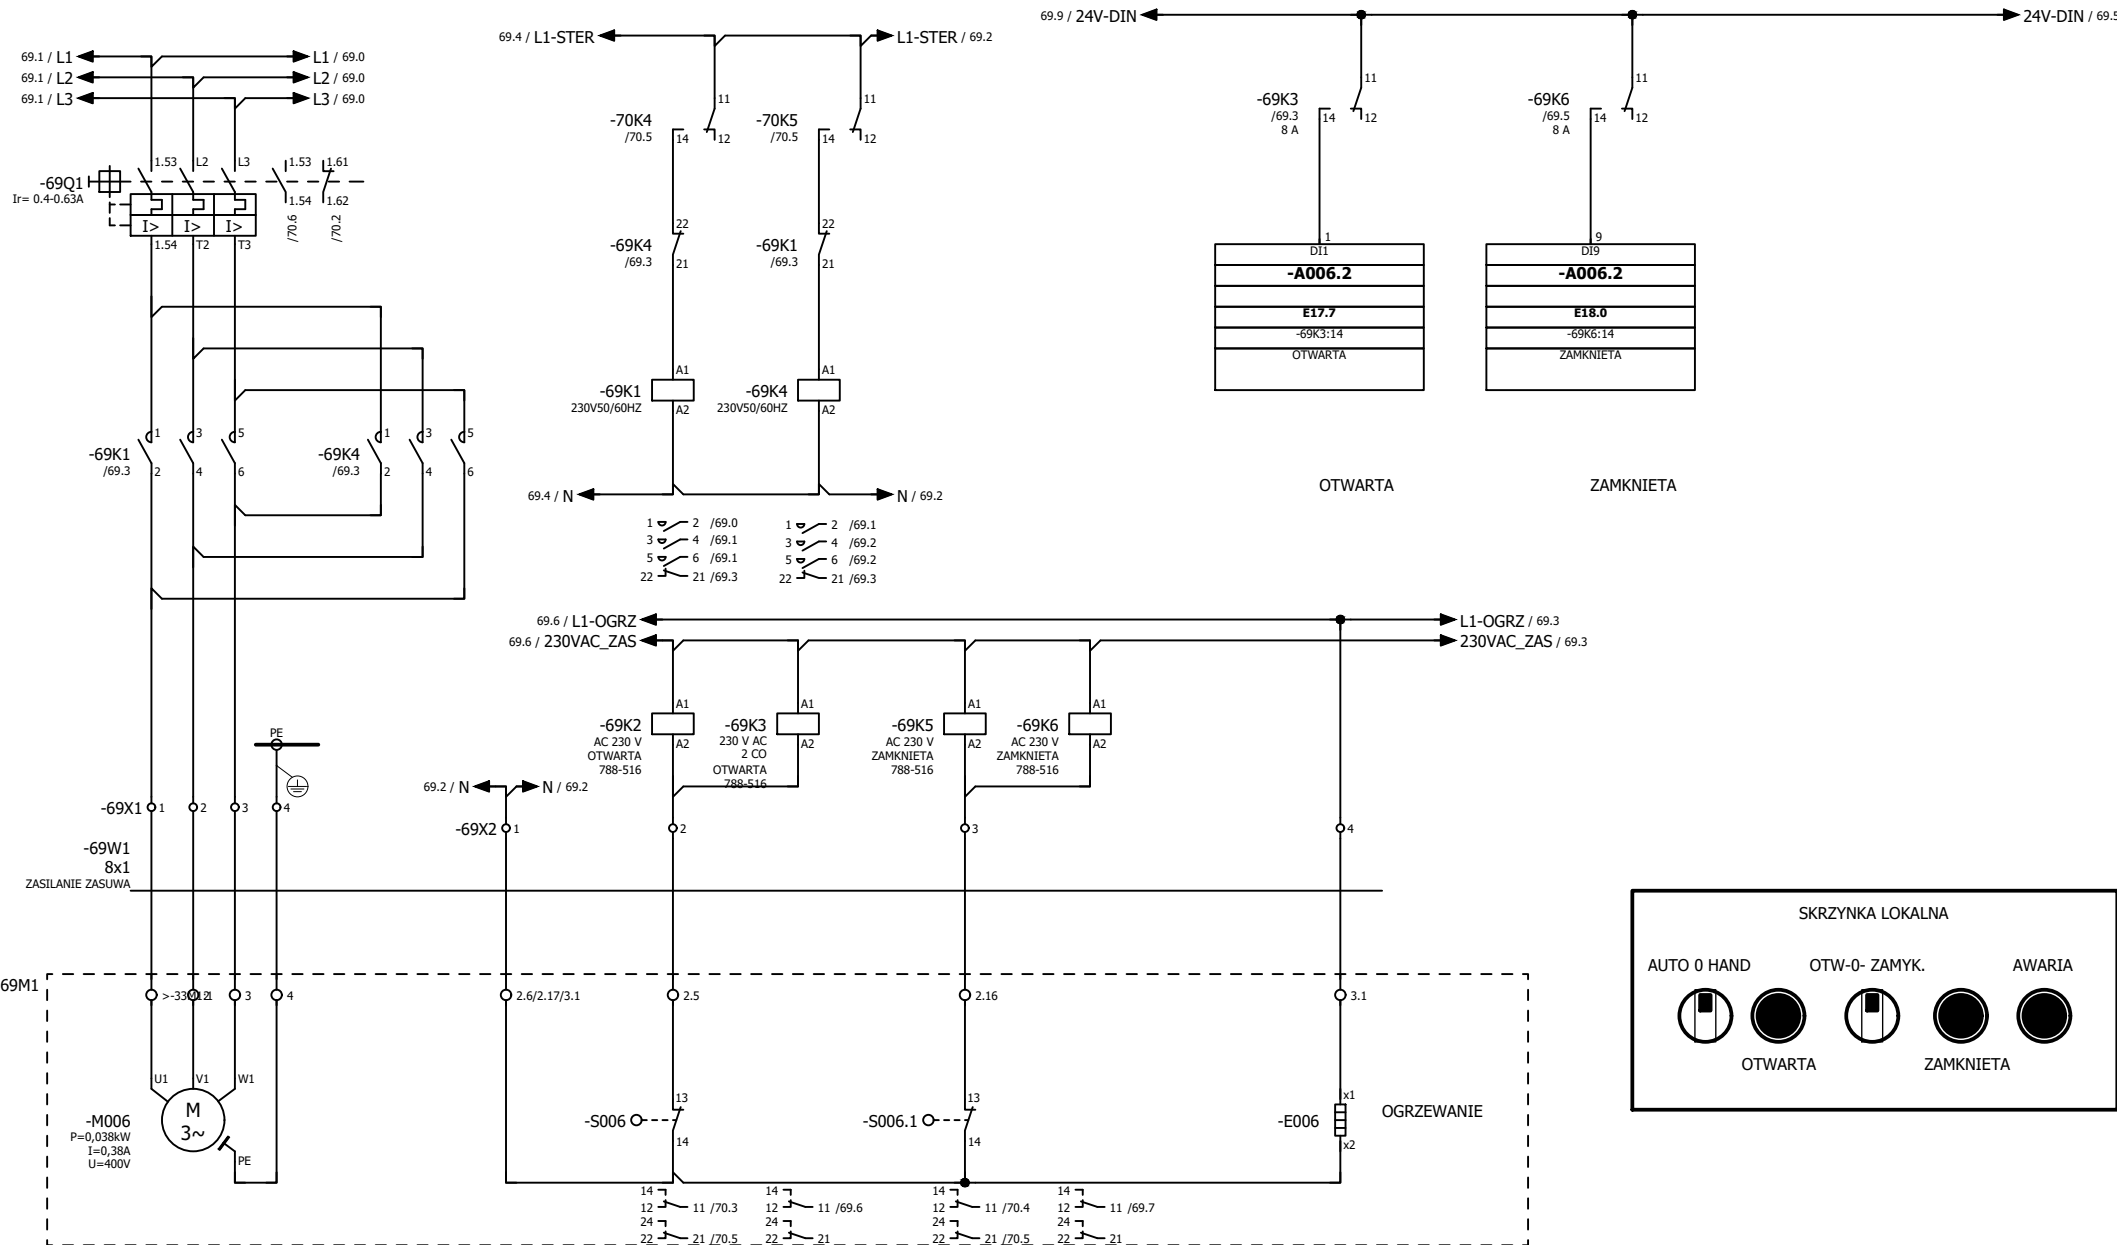 69.1 / L1
69.1 / L2
69.1 / L3
L1 / 69.0
L2 / 69.0
L3 / 69.0
-69Q1
Ir= 0.4-0.63A
1.53
L2
L3
1.53
1.61
1.54
1.62
I>
I>
I>
1.54
T2
T3
/70.6
/70.2
-69K1
/69.3
1
3
5
2
4
6
-69K4
/69.3
1
3
5
2
4
6
PE
-69X1
1
2
3
4
-69W1
8x1
ZASILANIE ZASUWA
69M1
>-33M1:1
2
3
4
U1
V1
W1
M
3~
PE
-M006
P=0,038kW
I=0,38A
U=400V
69.4 / L1-STER
L1-STER / 69.2
-70K4
/70.5
11
14
12
-70K5
/70.5
11
14
12
-69K4
/69.3
22
21
-69K1
/69.3
22
21
-69K1
230V50/60HZ
A1
A2
-69K4
230V50/60HZ
A1
A2
69.4 / N
N / 69.2
1 2 /69.0
3 4 /69.1
5 6 /69.1
22 21 /69.3
1 2 /69.1
3 4 /69.2
5 6 /69.2
22 21 /69.3
69.6 / L1-OGRZ
L1-OGRZ / 69.3
69.6 / 230VAC_ZAS
230VAC_ZAS / 69.3
-69K2
AC 230 V
OTWARTA
788-516
A1
A2
-69K3
230 V AC
2 CO
OTWARTA
788-516
A1
A2
-69K5
AC 230 V
ZAMKNIETA
788-516
A1
A2
-69K6
AC 230 V
ZAMKNIETA
788-516
A1
A2
69.2 / N
N / 69.2
-69X2
1
2
3
4
2.6/2.17/3.1
2.5
2.16
3.1
-S006
13
14
-S006.1
13
14
-E006
x1
x2
OGRZEWANIE
14
12 11 /70.3
24
22 21 /70.5
14
12 11 /69.6
24
22 21
14
12 11 /70.4
24
22 21 /70.5
14
12 11 /69.7
24
22 21
69.9 / 24V-DIN
24V-DIN / 69.5
-69K3
/69.3
8 A
11
14
12
-69K6
/69.5
8 A
11
14
12
1
DI1
-A006.2
E17.7
-69K3:14
OTWARTA
9
DI9
-A006.2
E18.0
-69K6:14
ZAMKNIETA
OTWARTA
ZAMKNIETA
SKRZYNKA LOKALNA
AUTO 0 HAND
OTW-0- ZAMYK.
AWARIA
OTWARTA
ZAMKNIETA